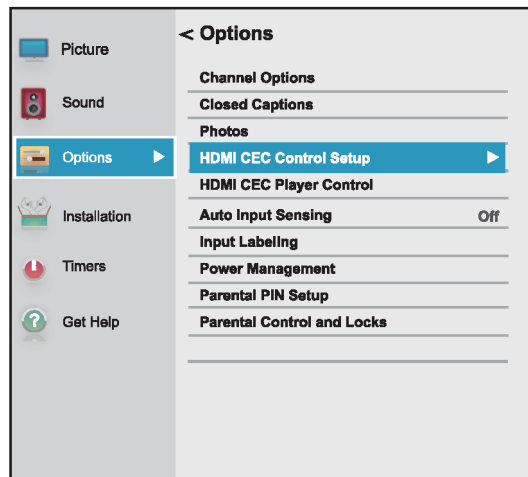 Picture
Sound
Options
Installation
Timers
Get Help
< Options
Channel Options
Closed Captions
Photos
HDMI CEC Control Setup
HDMI CEC Player Control
Auto Input Sensing Off
Input Labeling
Power Management
Parental PIN Setup
Parental Control and Locks